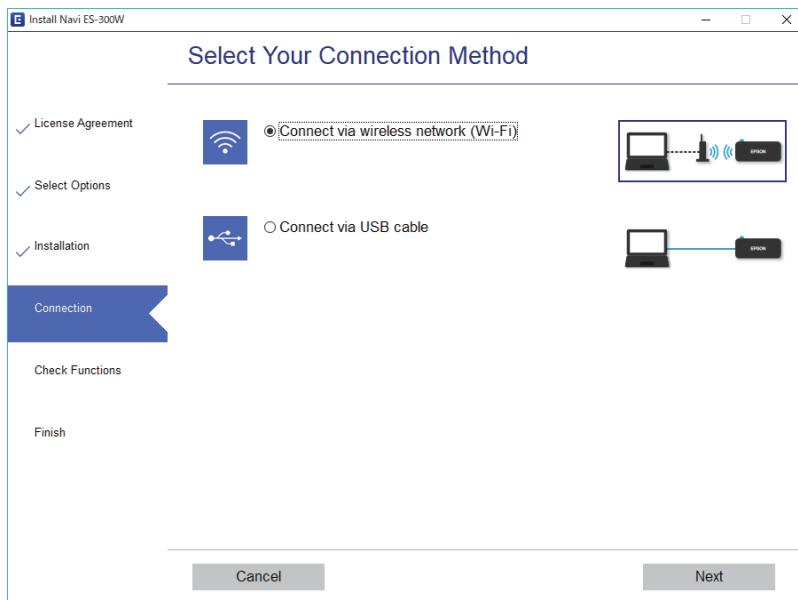 Install Navi ES-300W
Select Your Connection Method
License Agreement
Select Options
Installation
Connection
Check Functions
Finish
Connect via wireless network (Wi-Fi)
EPSON
Connect via USB cable
EPSON
Cancel
Next